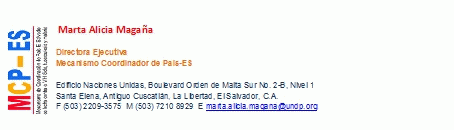 MCP-ES
Marta Alicia Magaña
Directora Ejecutiva
Mecanismo Coordinador de País-ES
Edificio Naciones Unidas, Boulevard Orden de Malta Sur No. 2-B, Nivel 1
Santa Elena, Antiguo Cuscatlán, La Libertad, El Salvador, C.A.
F (503) 2209-3575 M (503) 7210 8929 E marta.alicia.magana@undp.org